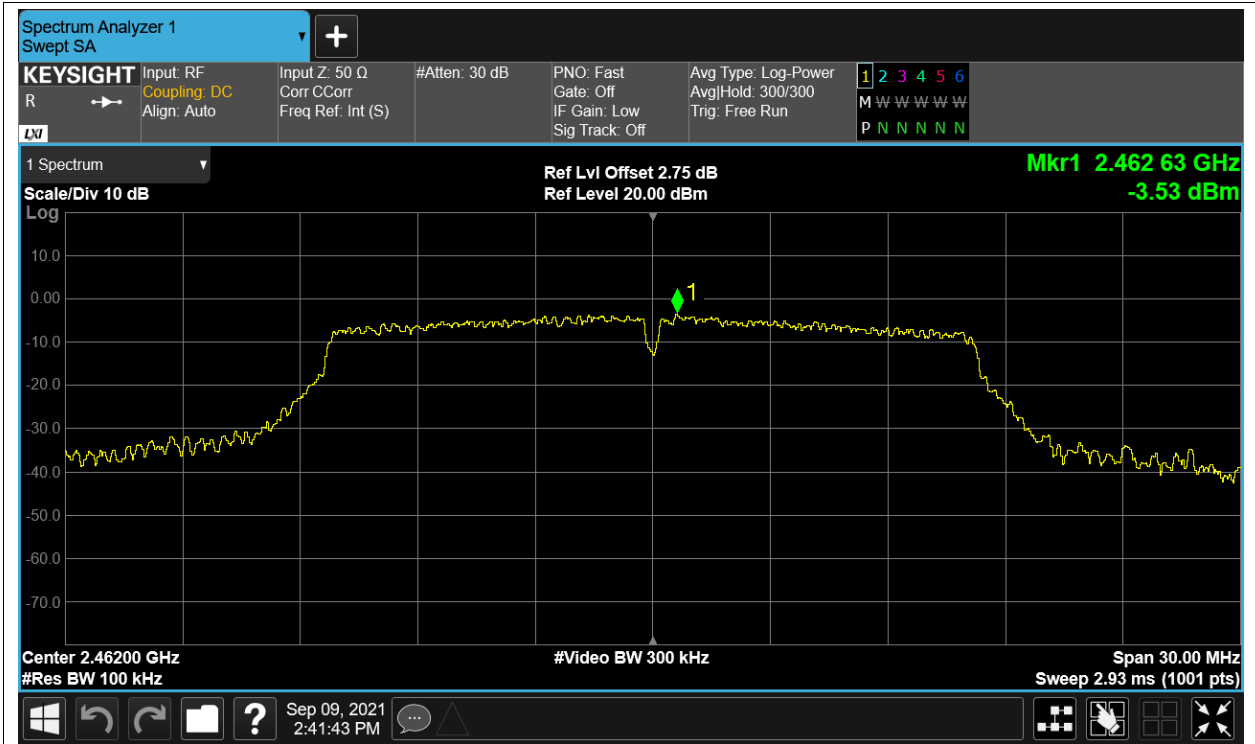 Spectrum Analyzer 1
Swept SA
KEYSIGHT
R
LXI
Input: RF
Coupling: DC
Align: Auto
Input Z: 50 Ω
Corr CCorr
Freq Ref: Int (S)
#Atten: 30 dB
PNO: Fast
Gate: Off
IF Gain: Low
Sig Track: Off
Avg Type: Log-Power
Avg|Hold: 300/300
Trig: Free Run
1 2 3 4 5 6
M W W W W W
P N N N N N
1 Spectrum
Scale/Div 10 dB
Log
Ref Lvl Offset 2.75 dB
Ref Level 20.00 dBm
Mkr1 2.462 63 GHz
-3.53 dBm
10.0
0.00
-10.0
-20.0
-30.0
-40.0
-50.0
-60.0
-70.0
1
Center 2.46200 GHz
#Video BW 300 kHz
Span 30.00 MHz
#Res BW 100 kHz
Sweep 2.93 ms (1001 pts)
?
Sep 09, 2021
2:41:43 PM